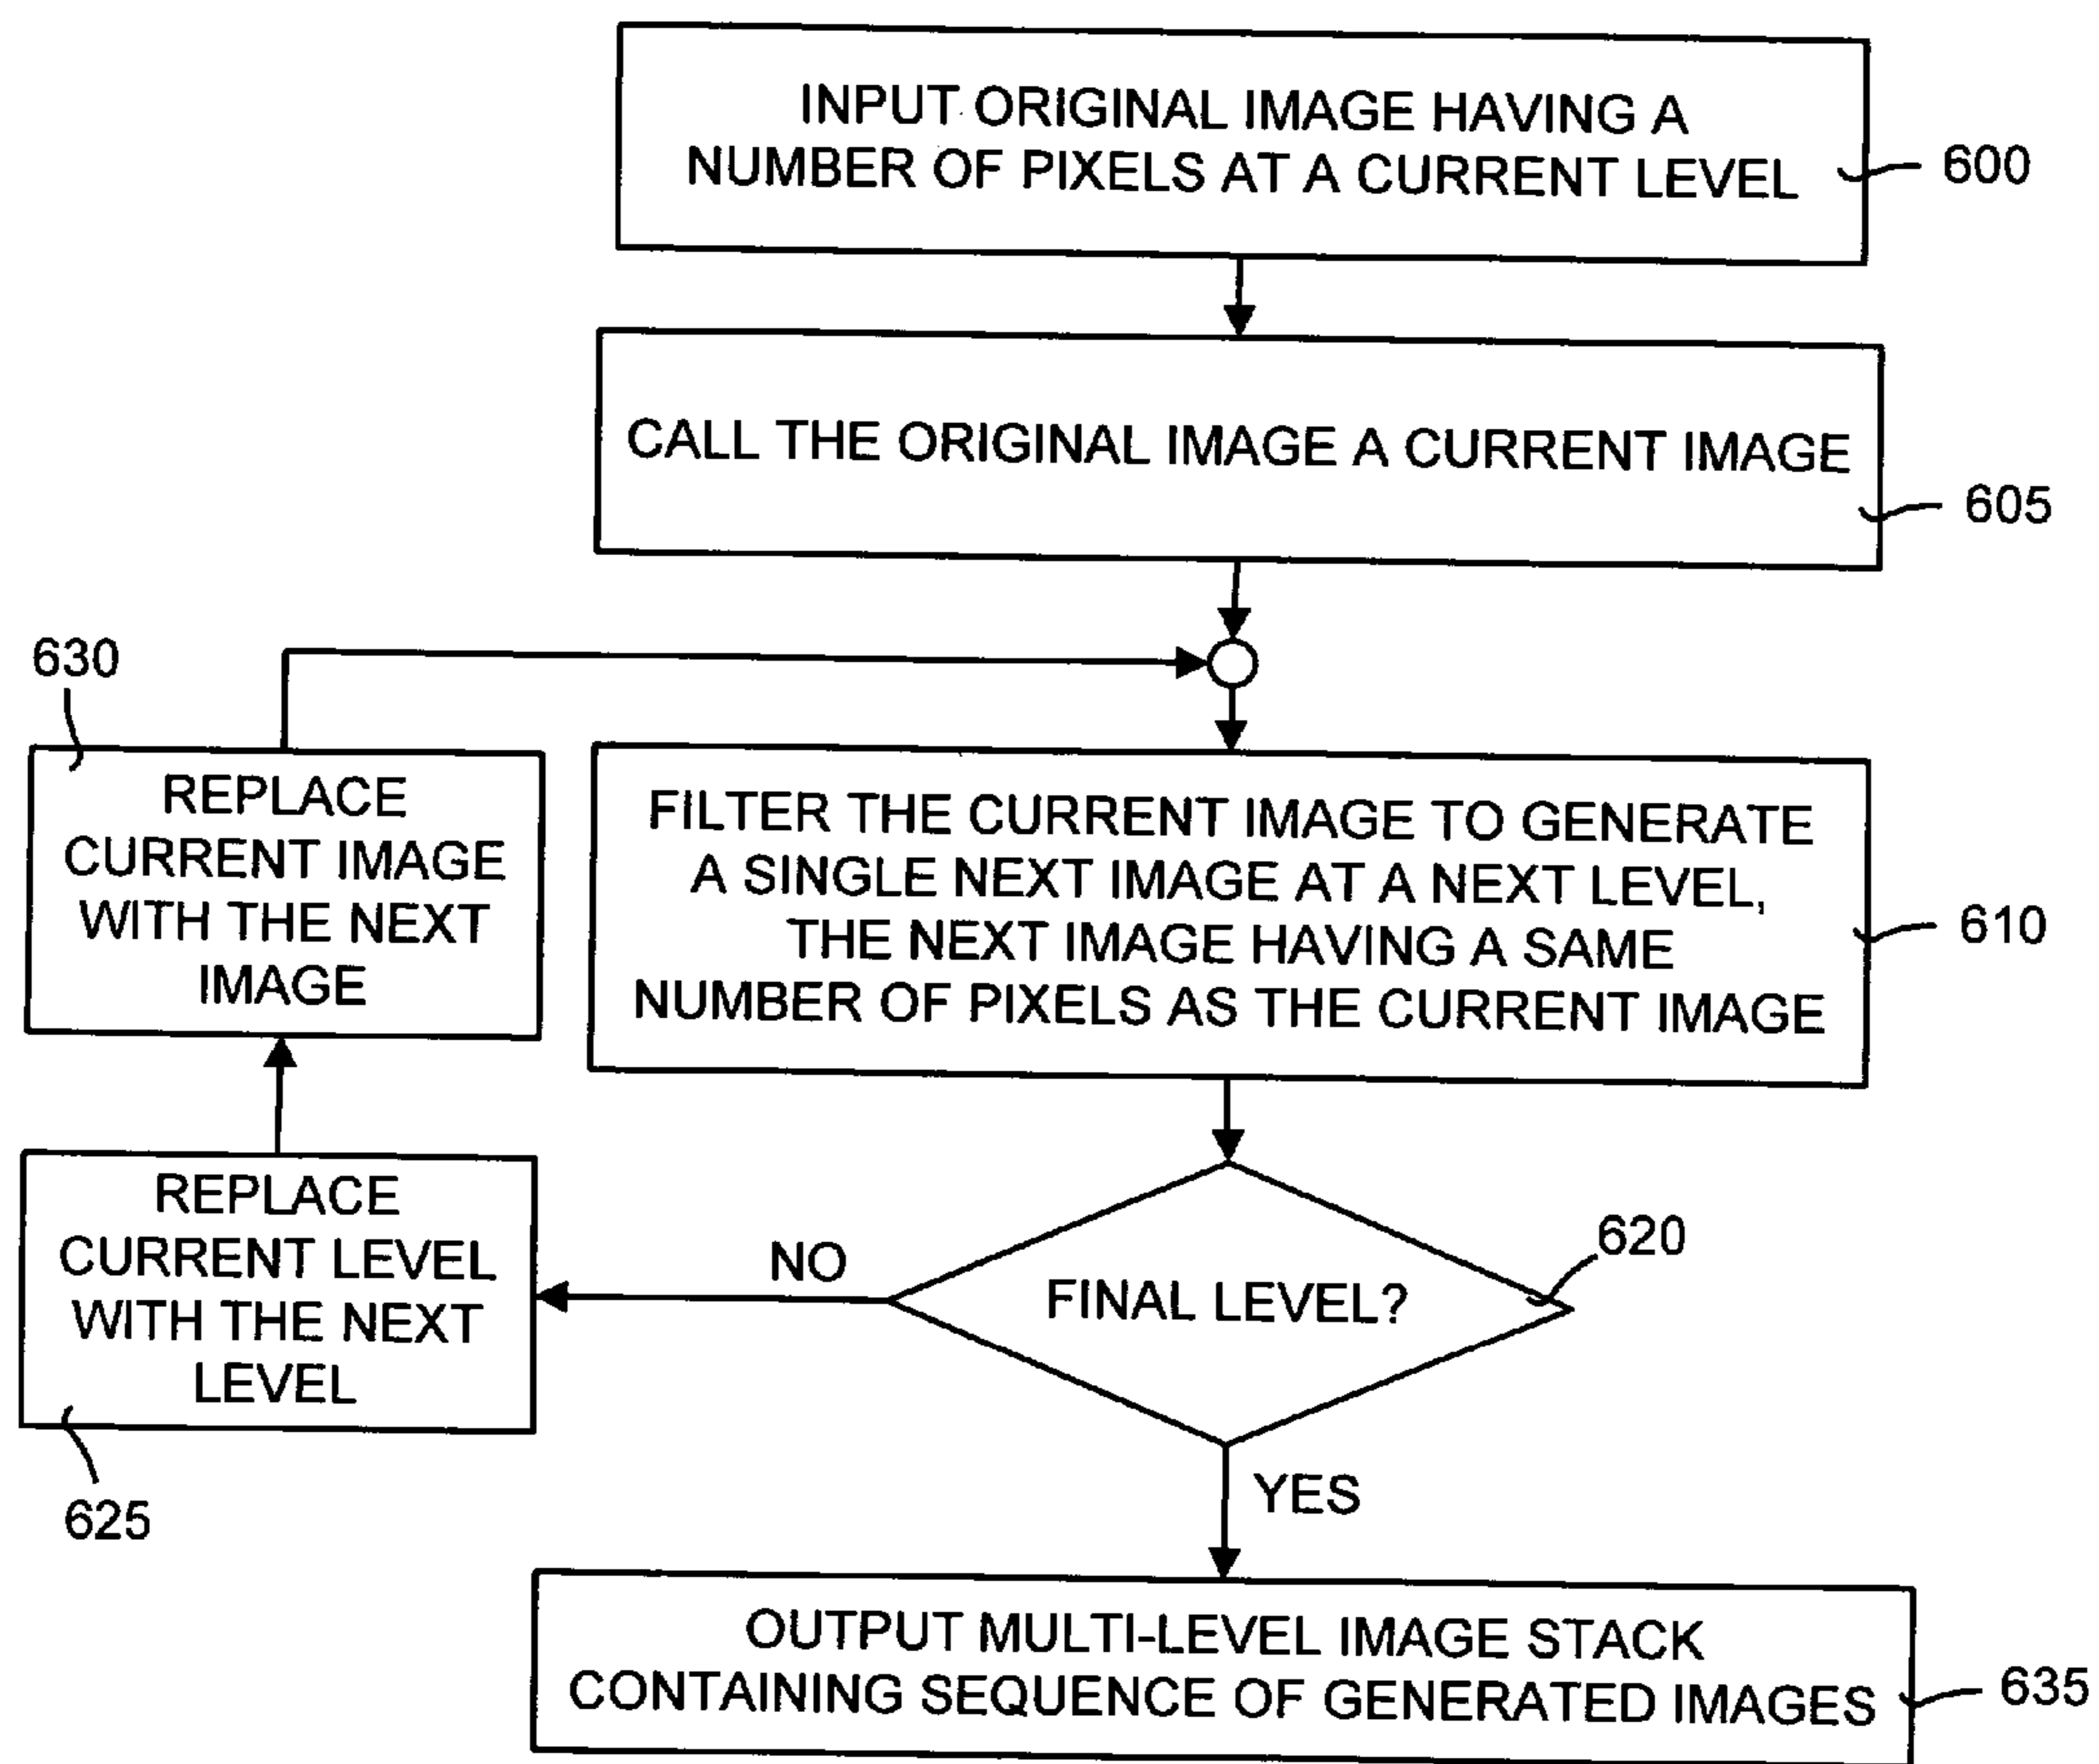 INPUT ORIGINAL IMAGE HAVING A
NUMBER OF PIXELS AT A CURRENT LEVEL
600
CALL THE ORIGINAL IMAGE A CURRENT IMAGE
605
630
REPLACE
CURRENT IMAGE
WITH THE NEXT
IMAGE
FILTER THE CURRENT IMAGE TO GENERATE
A SINGLE NEXT IMAGE AT A NEXT LEVEL,
THE NEXT IMAGE HAVING A SAME
NUMBER OF PIXELS AS THE CURRENT IMAGE
610
REPLACE
CURRENT LEVEL
WITH THE NEXT
LEVEL
625
NO
FINAL LEVEL?
620
YES
OUTPUT MULTI-LEVEL IMAGE STACK
CONTAINING SEQUENCE OF GENERATED IMAGES
635